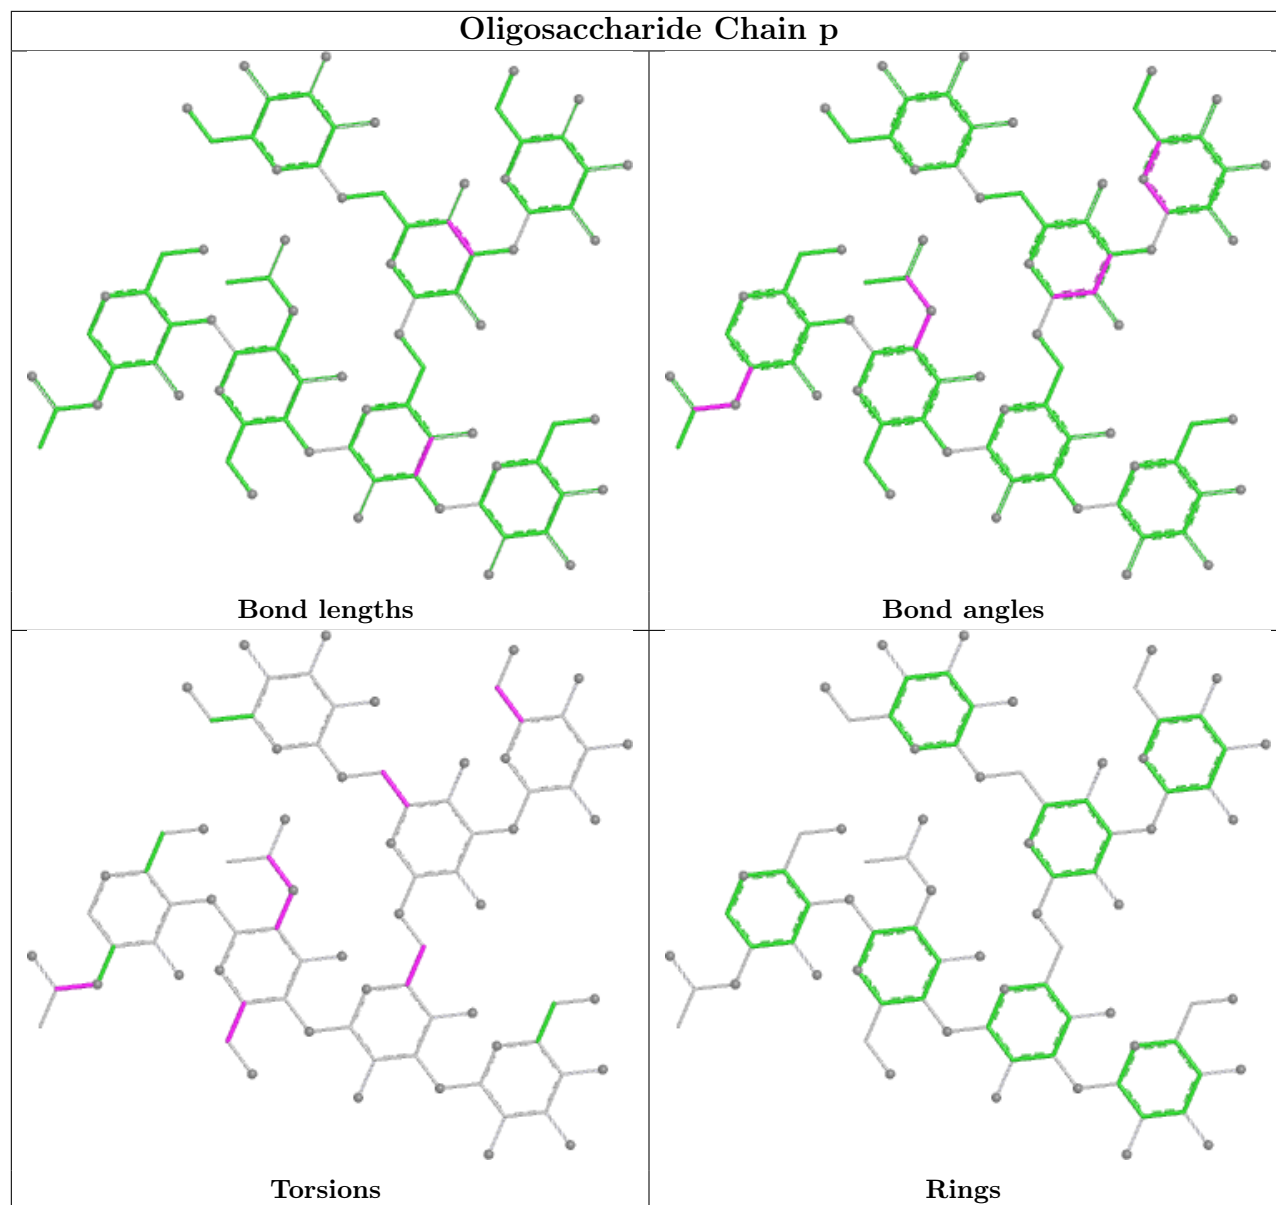 Oligosaccharide Chain p
Bond lengths
Bond angles
Torsions
Rings